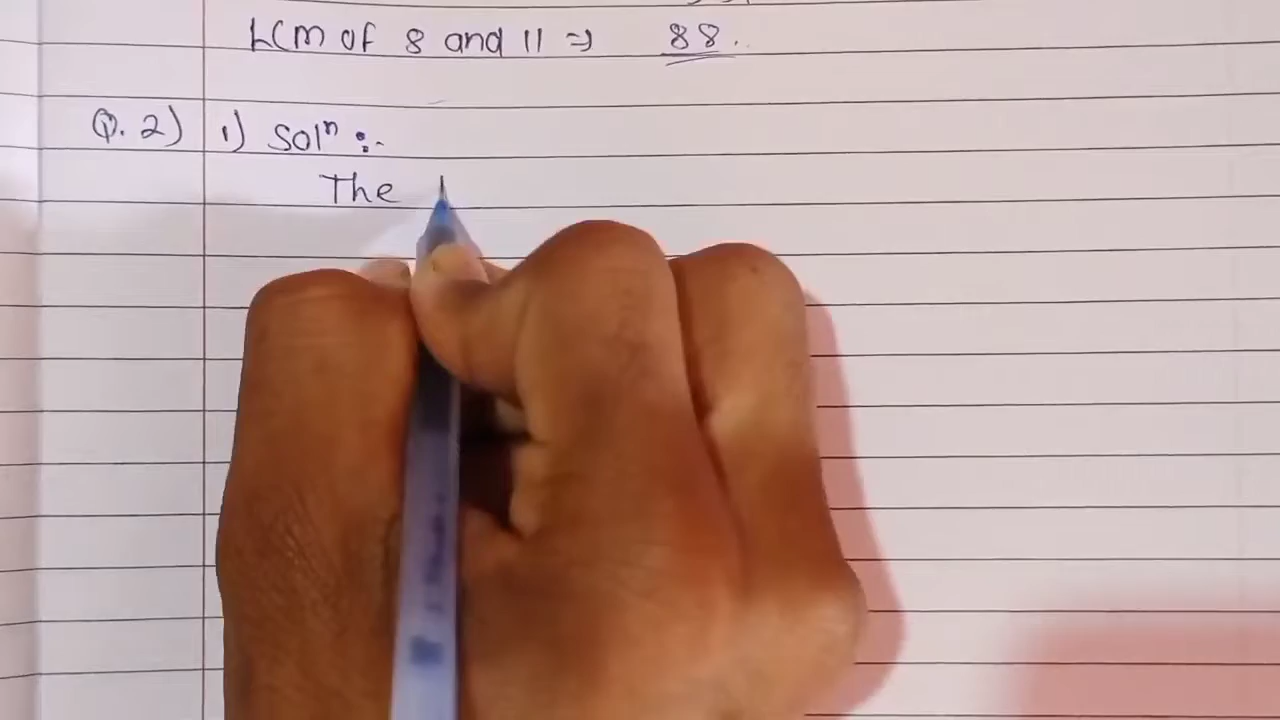 LCM of 8 and 11 ⇒ 88.
Q. 2) 1) Solⁿ :-
The